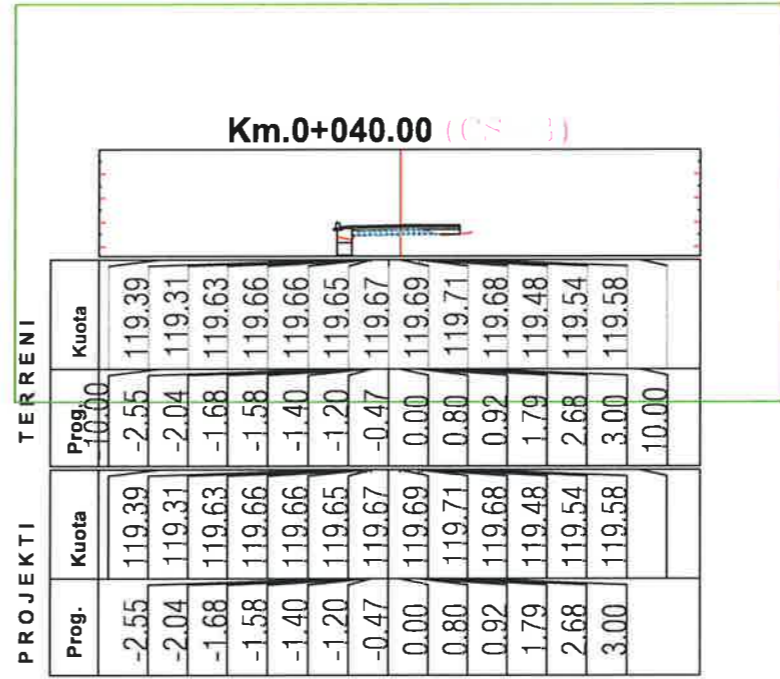 Km.0+040.00
TERRENI
Kuota 119.39 119.31 119.63 119.66 119.66 119.65 119.67 119.69 119.71 119.68 119.48 119.54 119.58
Prog. -10.00 -2.55 -2.04 -1.68 -1.58 -1.40 -1.20 -0.47 0.00 0.80 0.92 1.79 2.68 3.00 10.00
PROJEKTI
Kuota 119.39 119.31 119.63 119.66 119.66 119.65 119.67 119.69 119.71 119.68 119.48 119.54 119.58
Prog. -2.55 -2.04 -1.68 -1.58 -1.40 -1.20 -0.47 0.00 0.80 0.92 1.79 2.68 3.00